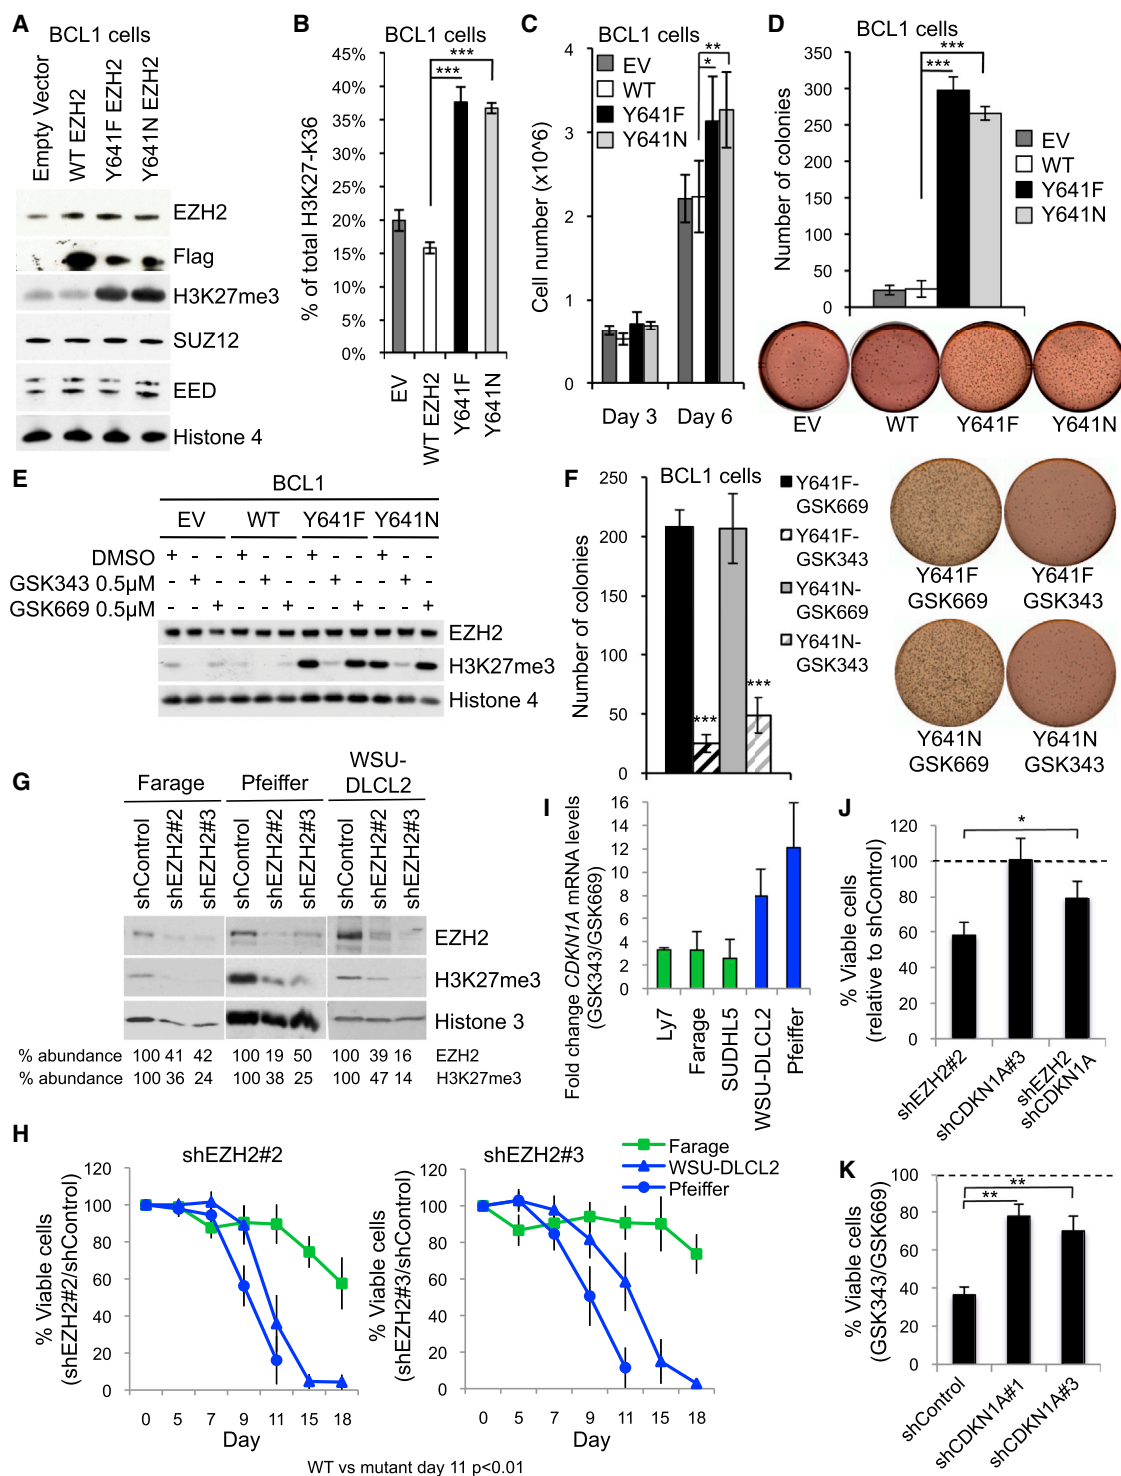 A
BCL1 cells
Empty Vector
WT EZH2
Y641F EZH2
Y641N EZH2
EZH2
Flag
H3K27me3
SUZ12
EED
Histone 4
B
BCL1 cells
% of total H3K27-K36
45%
40%
35%
30%
25%
20%
15%
10%
5%
0%
***
***
EV
WT EZH2
Y641F
Y641N
C
BCL1 cells
Cell number (x10^6)
4
3
2
1
0
EV
WT
Y641F
Y641N
**
*
Day 3
Day 6
D
BCL1 cells
Number of colonies
350
300
250
200
150
100
50
0
***
***
EV
WT
Y641F
Y641N
EV
WT
Y641F
Y641N
E
BCL1
EV
WT
Y641F
Y641N
DMSO + - - + - - + - - + - -
GSK343 0.5µM - + - - + - - + - - + -
GSK669 0.5µM - - + - - + - - + - - +
EZH2
H3K27me3
Histone 4
F
BCL1 cells
Number of colonies
250
200
150
100
50
0
***
***
Y641F-
GSK669
Y641F-
GSK343
Y641N-
GSK669
Y641N-
GSK343
Y641F
GSK669
Y641F
GSK343
Y641N
GSK669
Y641N
GSK343
G
Farage
Pfeiffer
WSU-
DLCL2
shControl
shEZH2#2
shEZH2#3
shControl
shEZH2#2
shEZH2#3
shControl
shEZH2#2
shEZH2#3
EZH2
H3K27me3
Histone 3
% abundance 100 41 42 100 19 50 100 39 16 EZH2
% abundance 100 36 24 100 38 25 100 47 14 H3K27me3
H
shEZH2#2
% Viable cells
(shEZH2#2/shControl)
120
100
80
60
40
20
0
0 5 7 9 11 15 18
Day
shEZH2#3
% Viable cells
(shEZH2#3/shControl)
120
100
80
60
40
20
0
0 5 7 9 11 15 18
Day
Farage
WSU-DLCL2
Pfeiffer
WT vs mutant day 11 p<0.01
I
Fold change CDKN1A mRNA levels
(GSK343/GSK669)
16
14
12
10
8
6
4
2
0
Ly7
Farage
SUDHL5
WSU-DLCL2
Pfeiffer
J
% Viable cells
(relative to shControl)
120
100
80
60
40
20
0
*
shEZH2#2
shCDKN1A#3
shEZH2
shCDKN1A
K
% Viable cells
(GSK343/GSK669)
100
80
60
40
20
0
**
**
shControl
shCDKN1A#1
shCDKN1A#3